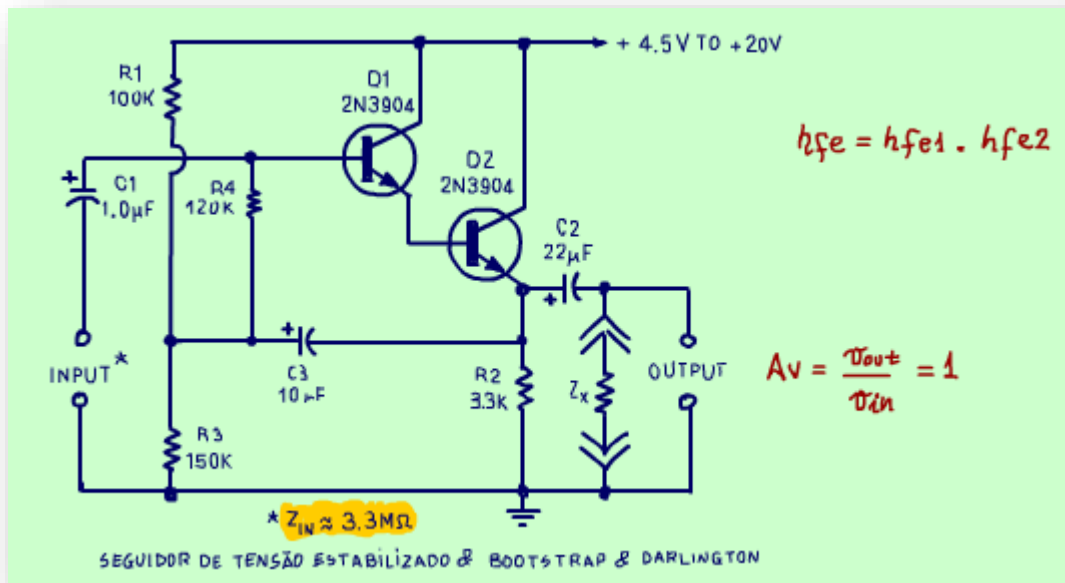 + 4.5V TO +20V
R1
100K
D1
2N3904
hfe = hfe1 . hfe2
D2
2N3904
+
C1
1.0µF
R4
120K
C2
22µF
+
INPUT *
+
C3
10µF
R2
3.3K
Zx
OUTPUT
Av = vout / vin = 1
R3
150K
* ZIN ≈ 3.3MΩ
SEGUIDOR DE TENSÃO ESTABILIZADO & BOOTSTRAP & DARLINGTON